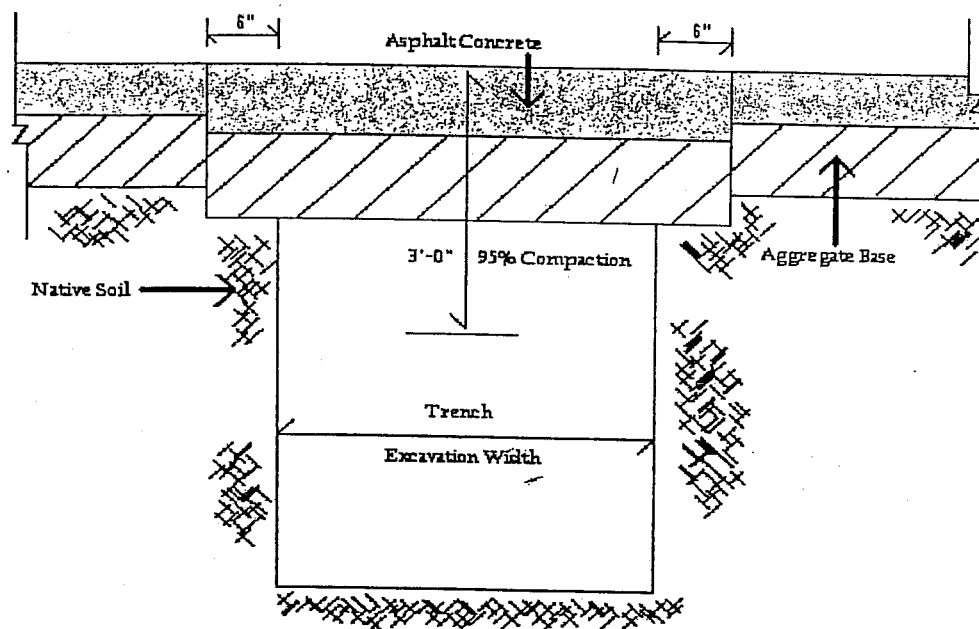 6" 6"
Asphalt Concrete
3'-0" 95% Compaction
Aggregate Base
Native Soil
Trench
Excavation Width